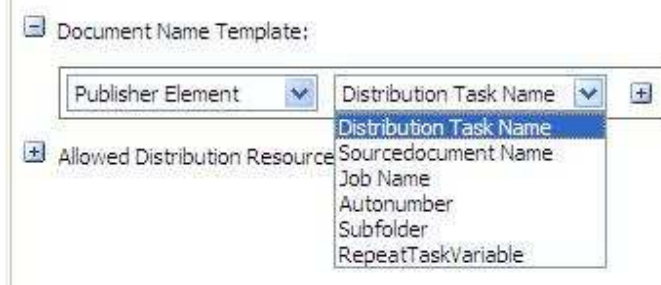 Document Name Template:
Publisher Element
Distribution Task Name
Distribution Task Name
Allowed Distribution Resource
Sourcedocument Name
Job Name
Autonumber
Subfolder
RepeatTaskVariable